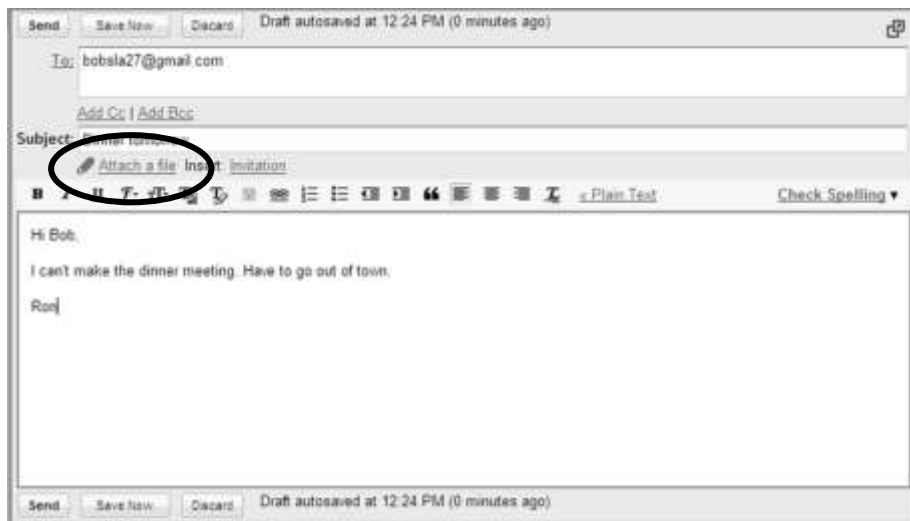 Send Save Now Discard Draft autosaved at 12:24 PM (0 minutes ago)
To: bobsla27@gmail.com
Add Cc | Add Bcc
Subject: Dinner tomorrow
Attach a file Insert: Invitation
B I U « Plain Text Check Spelling ▼
Hi Bob,
I can't make the dinner meeting. Have to go out of town.
Ron
Send Save Now Discard Draft autosaved at 12:24 PM (0 minutes ago)